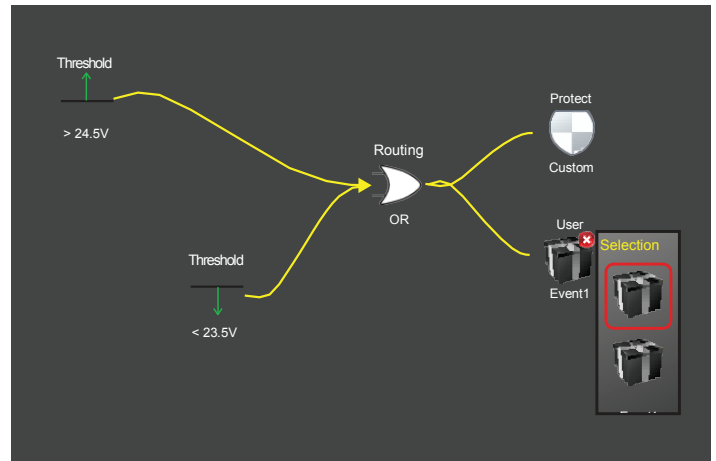 Threshold
> 24.5V
Threshold
< 23.5V
Routing
OR
Protect
Custom
User
Event1
Selection